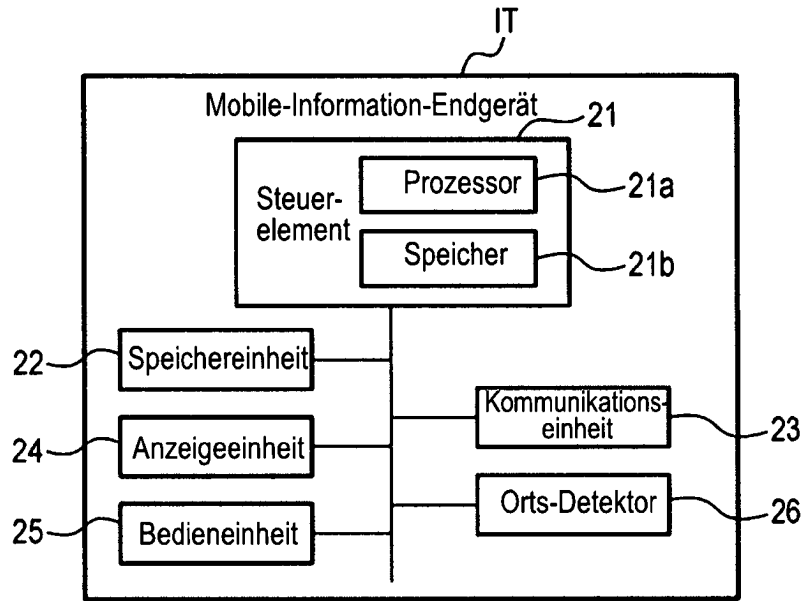 IT
Mobile-Information-Endgerät
21
Steuer-
element
Prozessor
21a
Speicher
21b
22
Speichereinheit
Kommunikations-
einheit
23
24
Anzeigeeinheit
25
Bedieneinheit
Orts-Detektor
26